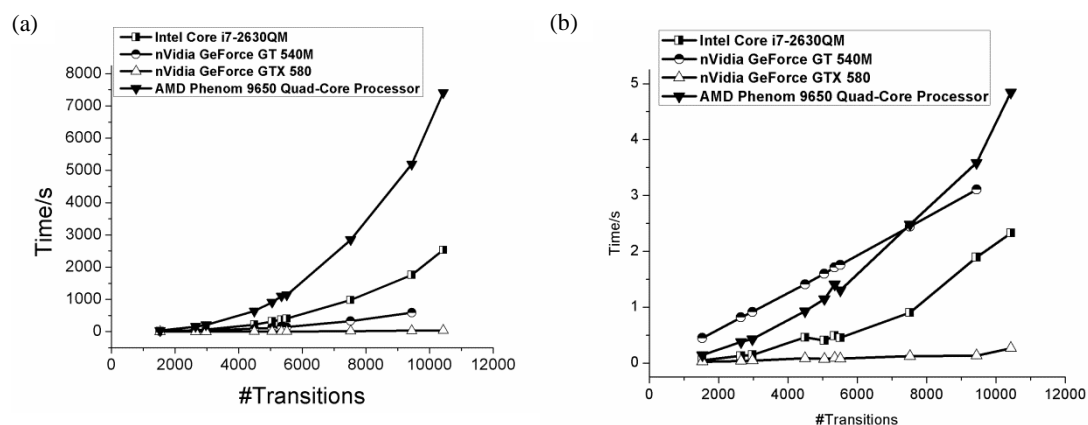 (a)
Intel Core i7-2630QM
nVidia GeForce GT 540M
nVidia GeForce GTX 580
AMD Phenom 9650 Quad-Core Processor
8000
7000
6000
5000
4000
3000
2000
1000
0
Time/s
0 2000 4000 6000 8000 10000 12000
#Transitions
(b)
Intel Core i7-2630QM
nVidia GeForce GT 540M
nVidia GeForce GTX 580
AMD Phenom 9650 Quad-Core Processor
5
4
3
2
1
0
Time/s
0 2000 4000 6000 8000 10000 12000
#Transitions